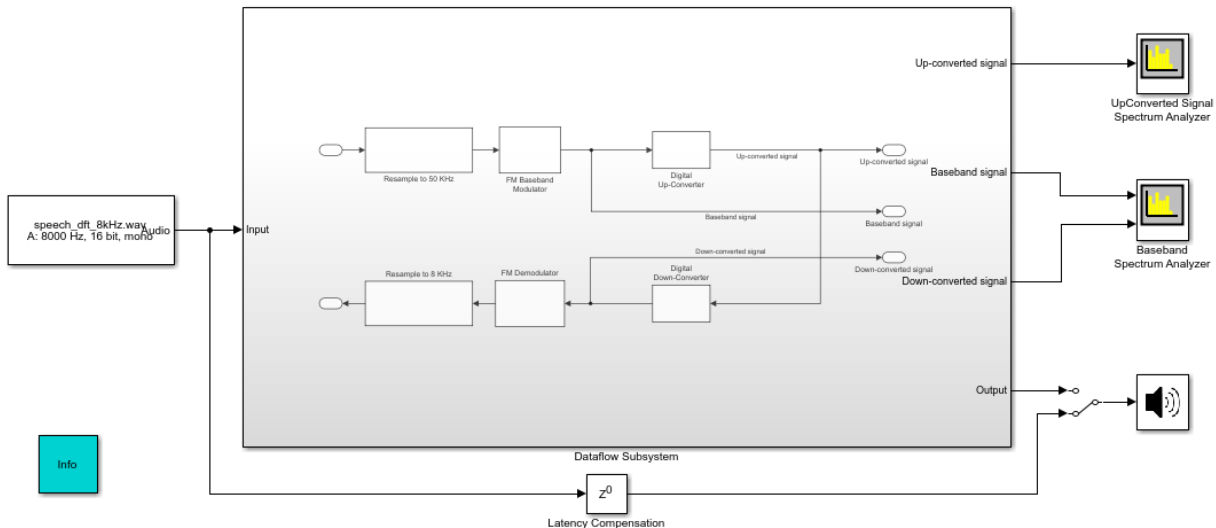 Up-converted signal
UpConverted Signal
Spectrum Analyzer
Resample to 50 KHz
FM Baseband
Modulator
Digital
Up-Converter
Up-converted signal
Up-converted signal
Baseband signal
Baseband signal
Baseband signal
Baseband
Spectrum Analyzer
speech_dft_8kHz.wav
A: 8000 Hz, 16 bit, mono
Audio
Input
Down-converted signal
Down-converted signal
Down-converted signal
Resample to 8 KHz
FM Demodulator
Digital
Down-Converter
Output
Dataflow Subsystem
Info
Z0
Latency Compensation